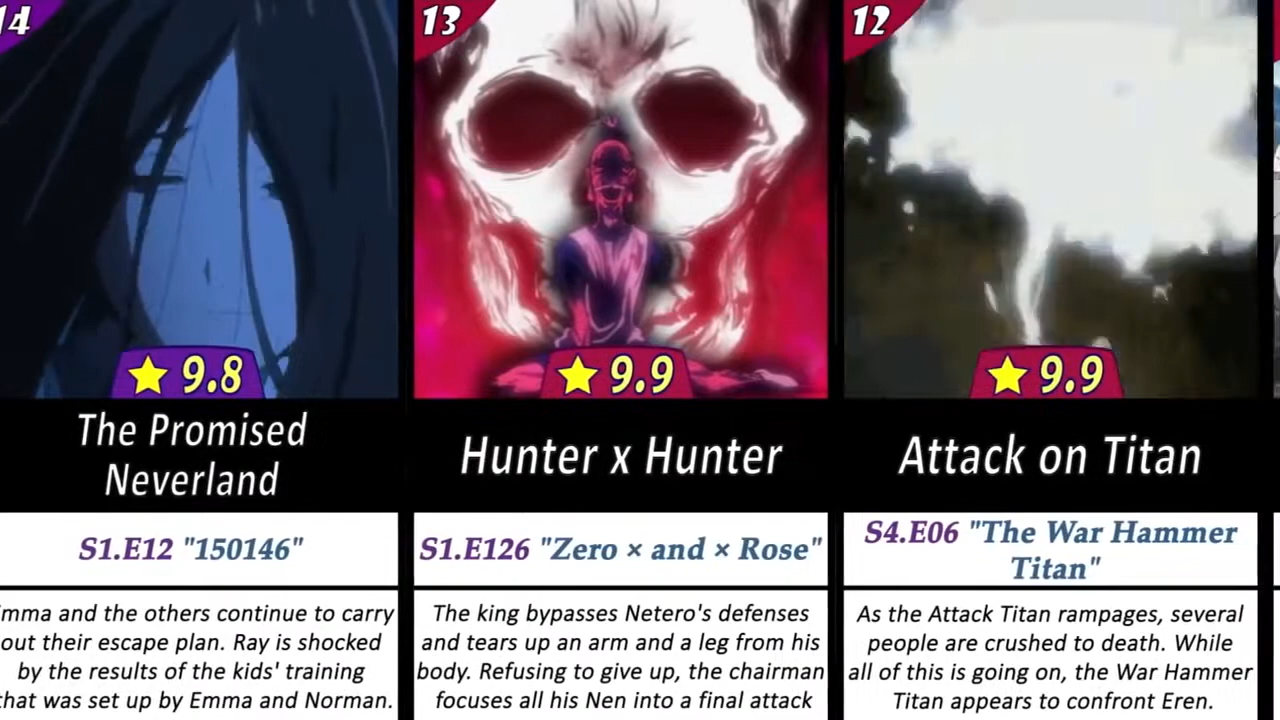 14
9.8
The Promised
Neverland
S1.E12 "150146"
mma and the others continue to carry
out their escape plan. Ray is shocked
by the results of the kids' training
that was set up by Emma and Norman.
13
9.9
Hunter x Hunter
S1.E126 "Zero × and × Rose"
The king bypasses Netero's defenses
and tears up an arm and a leg from his
body. Refusing to give up, the chairman
focuses all his Nen into a final attack
12
9.9
Attack on Titan
S4.E06 "The War Hammer
Titan"
As the Attack Titan rampages, several
people are crushed to death. While
all of this is going on, the War Hammer
Titan appears to confront Eren.